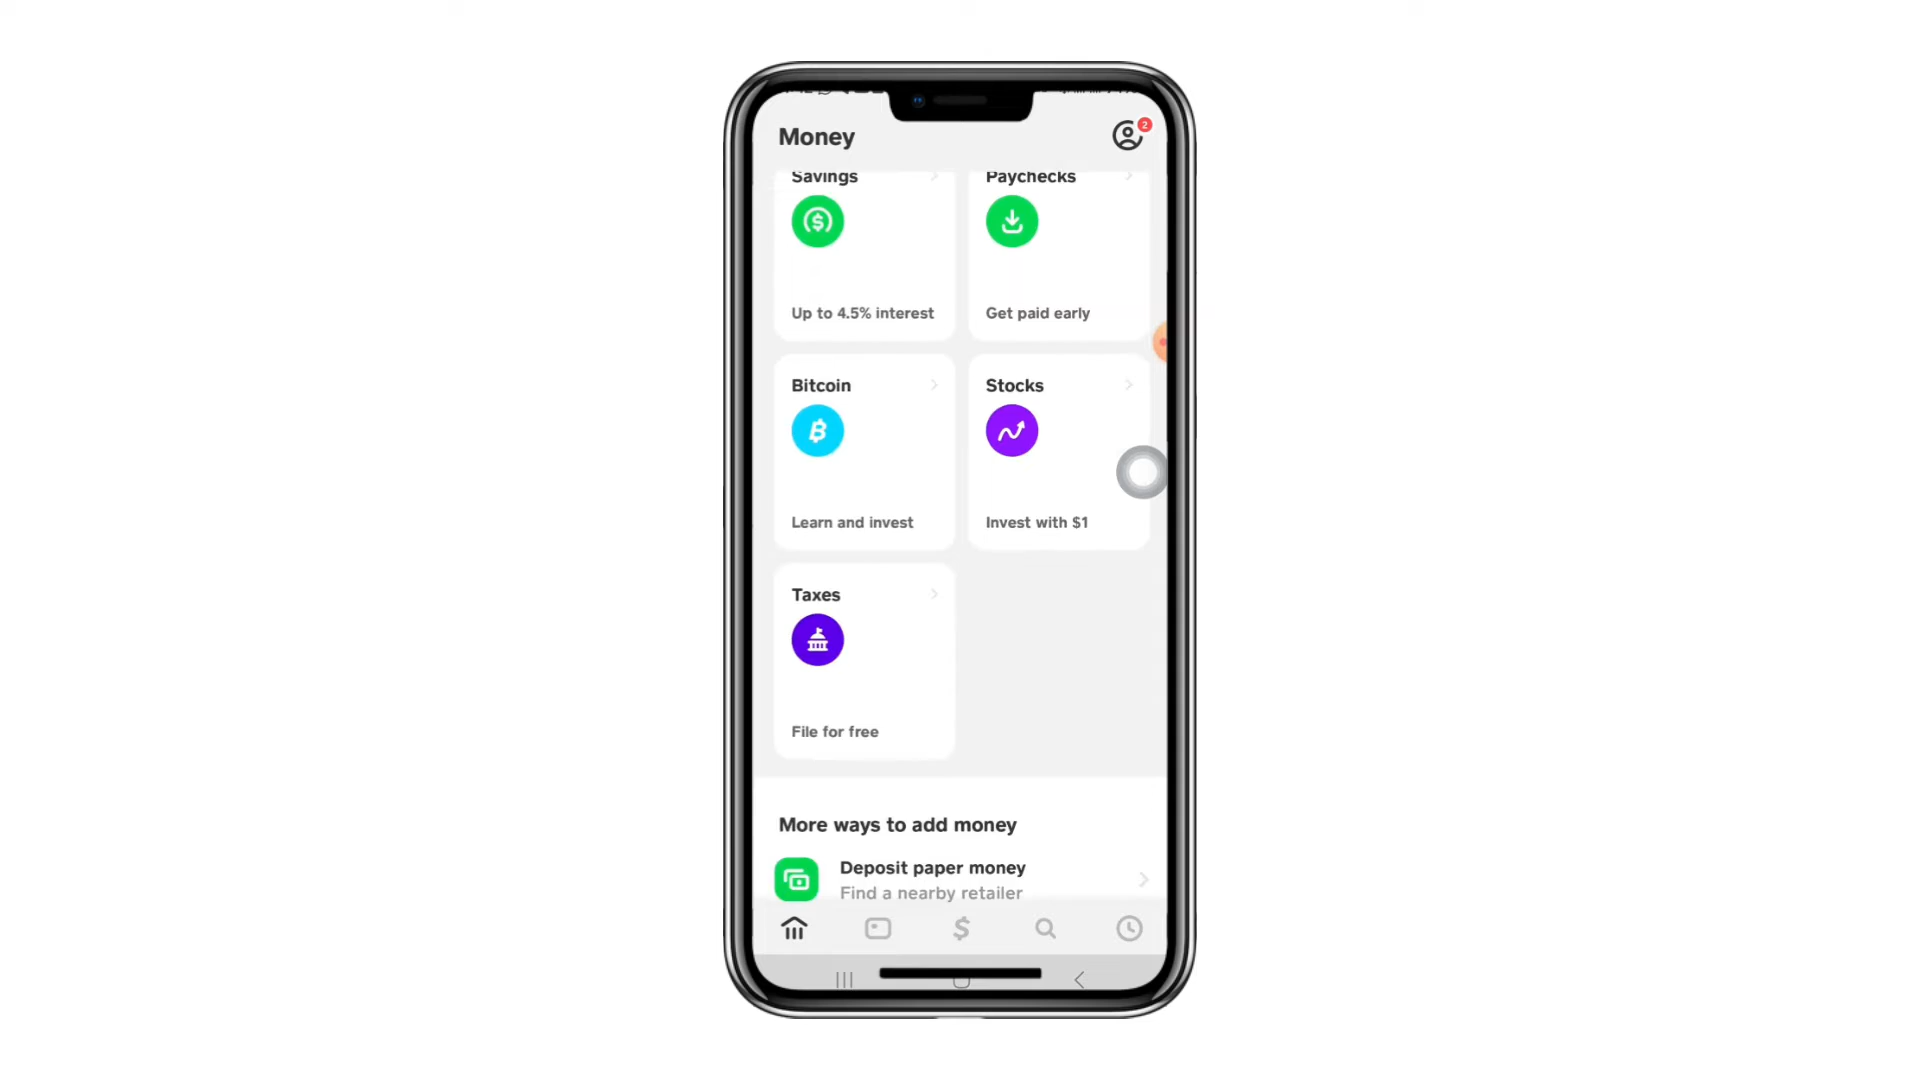 Money
2
Savings
Paychecks
Up to 4.5% interest
Get paid early
Bitcoin
Stocks
Learn and invest
Invest with $1
Taxes
File for free
More ways to add money
Deposit paper money
Find a nearby retailer